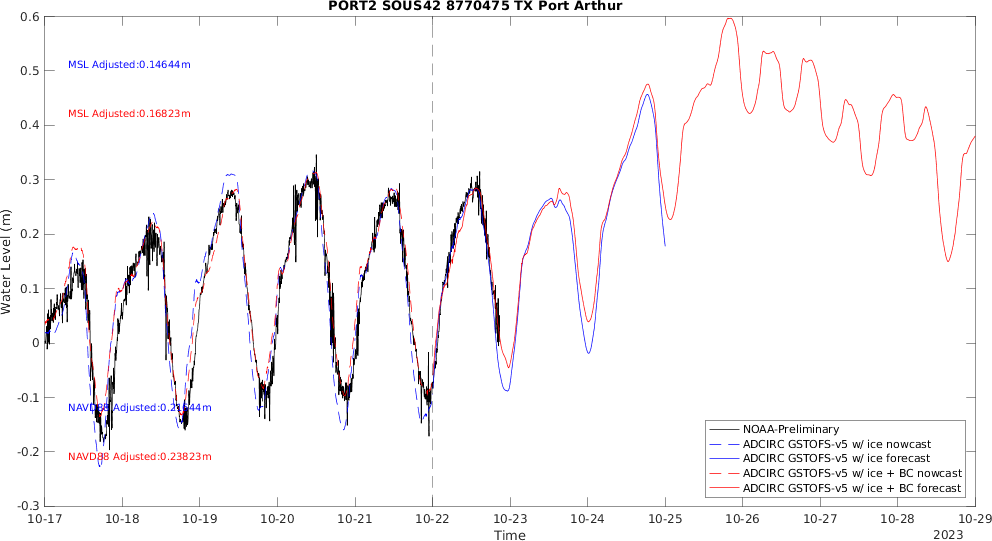 PORT2 SOUS42 8770475 TX Port Arthur
0.6
0.5
0.4
0.3
0.2
0.1
0
-0.1
-0.2
-0.3
Water Level (m)
MSL Adjusted:0.14644m
MSL Adjusted:0.16823m
NAVD88 Adjusted:0.21644m
NAVD88 Adjusted:0.23823m
NOAA-Preliminary
ADCIRC GSTOFS-v5 w/ ice nowcast
ADCIRC GSTOFS-v5 w/ ice forecast
ADCIRC GSTOFS-v5 w/ ice + BC nowcast
ADCIRC GSTOFS-v5 w/ ice + BC forecast
10-17 10-18 10-19 10-20 10-21 10-22 10-23 10-24 10-25 10-26 10-27 10-28 10-29
Time
2023